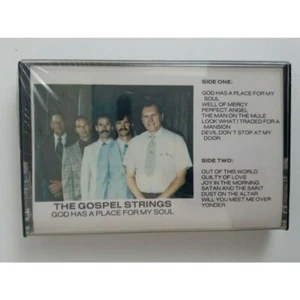 SIDE ONE:
GOD HAS A PLACE FOR MY
SOUL
WELL OF MERCY
PERFECT ANGEL
THE MAN ON THE MULE
LOOK WHAT I TRADED FOR A
MANSION
DEVIL DON'T STOP AT MY
DOOR
SIDE TWO:
OUT OF THIS WORLD
GUILTY OF LOVE
JOY IN THE MORNING
SATAN AND THE SAINT
DUST ON THE ALTAR
WILL YOU MEET ME OVER
YONDER
THE GOSPEL STRINGS
GOD HAS A PLACE FOR MY SOUL